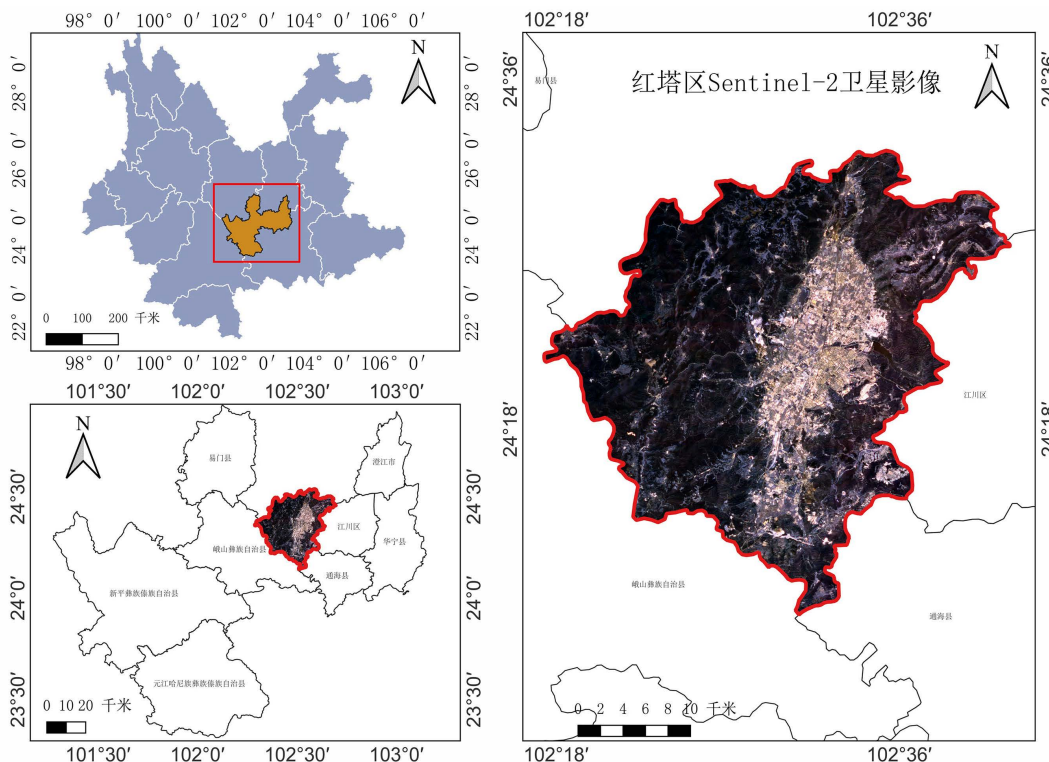 98° 0′ 100° 0′ 102° 0′ 104° 0′ 106° 0′
N
28° 0′
26° 0′
24° 0′
22° 0′
28° 0′
26° 0′
24° 0′
22° 0′
0 100 200 千米
98° 0′ 100° 0′ 102° 0′ 104° 0′ 106° 0′
101°30′ 102°0′ 102°30′ 103°0′
N
易门县
澄江市
江川区
峨山彝族自治县
华宁县
通海县
新平彝族傣族自治县
元江哈尼族彝族傣族自治县
24°30′
24°0′
23°30′
24°30′
24°0′
23°30′
0 10 20 千米
101°30′ 102°0′ 102°30′ 103°0′
102°18′ 102°36′
红塔区Sentinel-2卫星影像
N
易门县
24°36′
24°18′
24°36′
24°18′
江川区
峨山彝族自治县
通海县
0 2 4 6 8 10 千米
102°18′ 102°36′